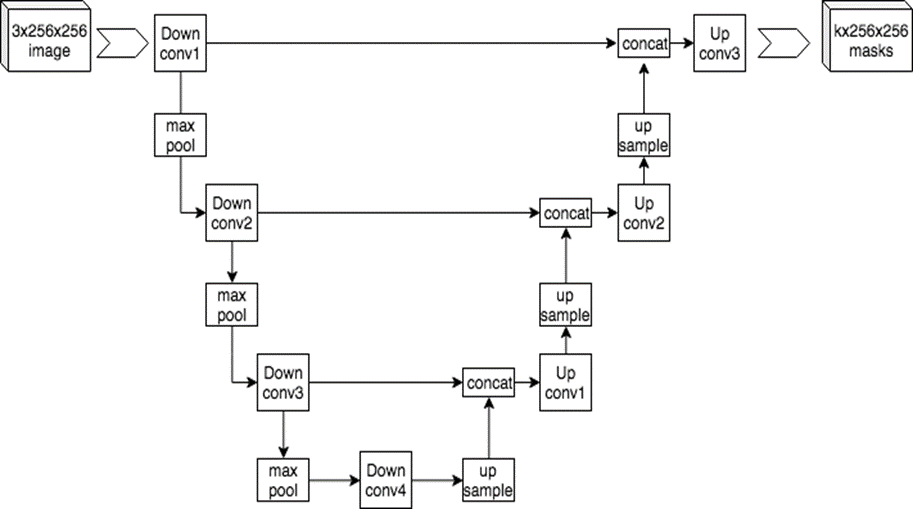 3x256x256
image
Down
conv1
concat
Up
conv3
kx256x256
masks
max
pool
up
sample
Down
conv2
concat
Up
conv2
max
pool
up
sample
Down
conv3
concat
Up
conv1
max
pool
Down
conv4
up
sample